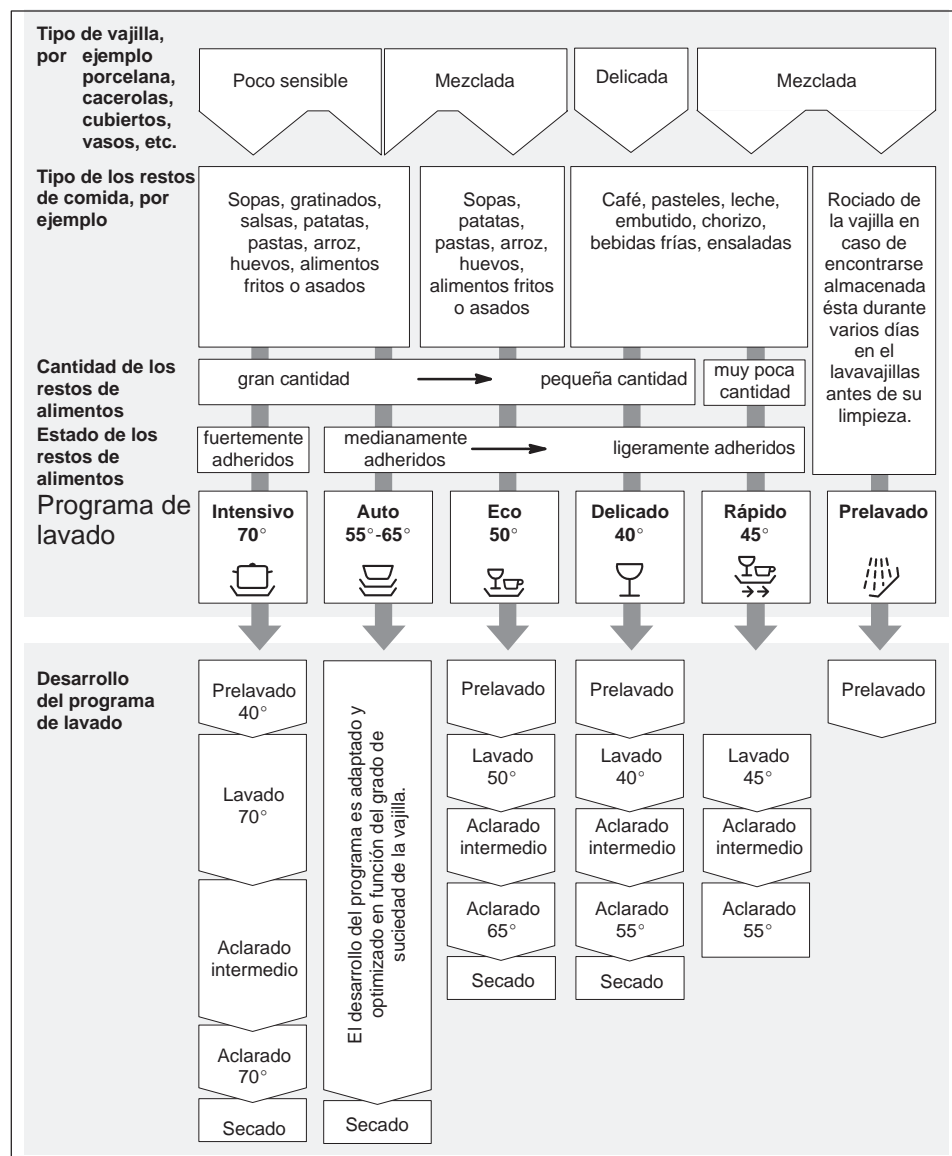 Tipo de vajilla,
por ejemplo
porcelana,
cacerolas,
cubiertos,
vasos, etc.
Poco sensible
Mezclada
Delicada
Mezclada
Tipo de los restos
de comida, por
ejemplo
Sopas, gratinados,
salsas, patatas,
pastas, arroz,
huevos, alimentos
fritos o asados
Sopas,
patatas,
pastas, arroz,
huevos,
alimentos fritos
o asados
Café, pasteles, leche,
embutido, chorizo,
bebidas frías, ensaladas
Rociado de
la vajilla en
caso de
encontrarse
almacenada
ésta durante
varios días
en el
lavavajillas
antes de su
limpieza.
Cantidad de los
restos de
alimentos
gran cantidad
pequeña cantidad
muy poca
cantidad
Estado de los
restos de
alimentos
fuertemente
adheridos
medianamente
adheridos
ligeramente adheridos
Programa de
lavado
Intensivo
70°
Auto
55°-65°
Eco
50°
Delicado
40°
Rápido
45°
Prelavado
Desarrollo
del programa
de lavado
Prelavado
40°
Lavado
70°
Aclarado
intermedio
Aclarado
70°
Secado
El desarrollo del programa es adaptado y
optimizado en función del grado de
suciedad de la vajilla.
Secado
Prelavado
Lavado
50°
Aclarado
intermedio
Aclarado
65°
Secado
Prelavado
Lavado
40°
Aclarado
intermedio
Aclarado
55°
Secado
Lavado
45°
Aclarado
intermedio
Aclarado
55°
Prelavado